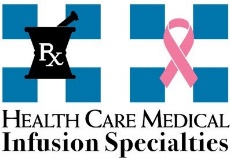 Rx
HEALTH CARE MEDICAL
Infusion Specialties